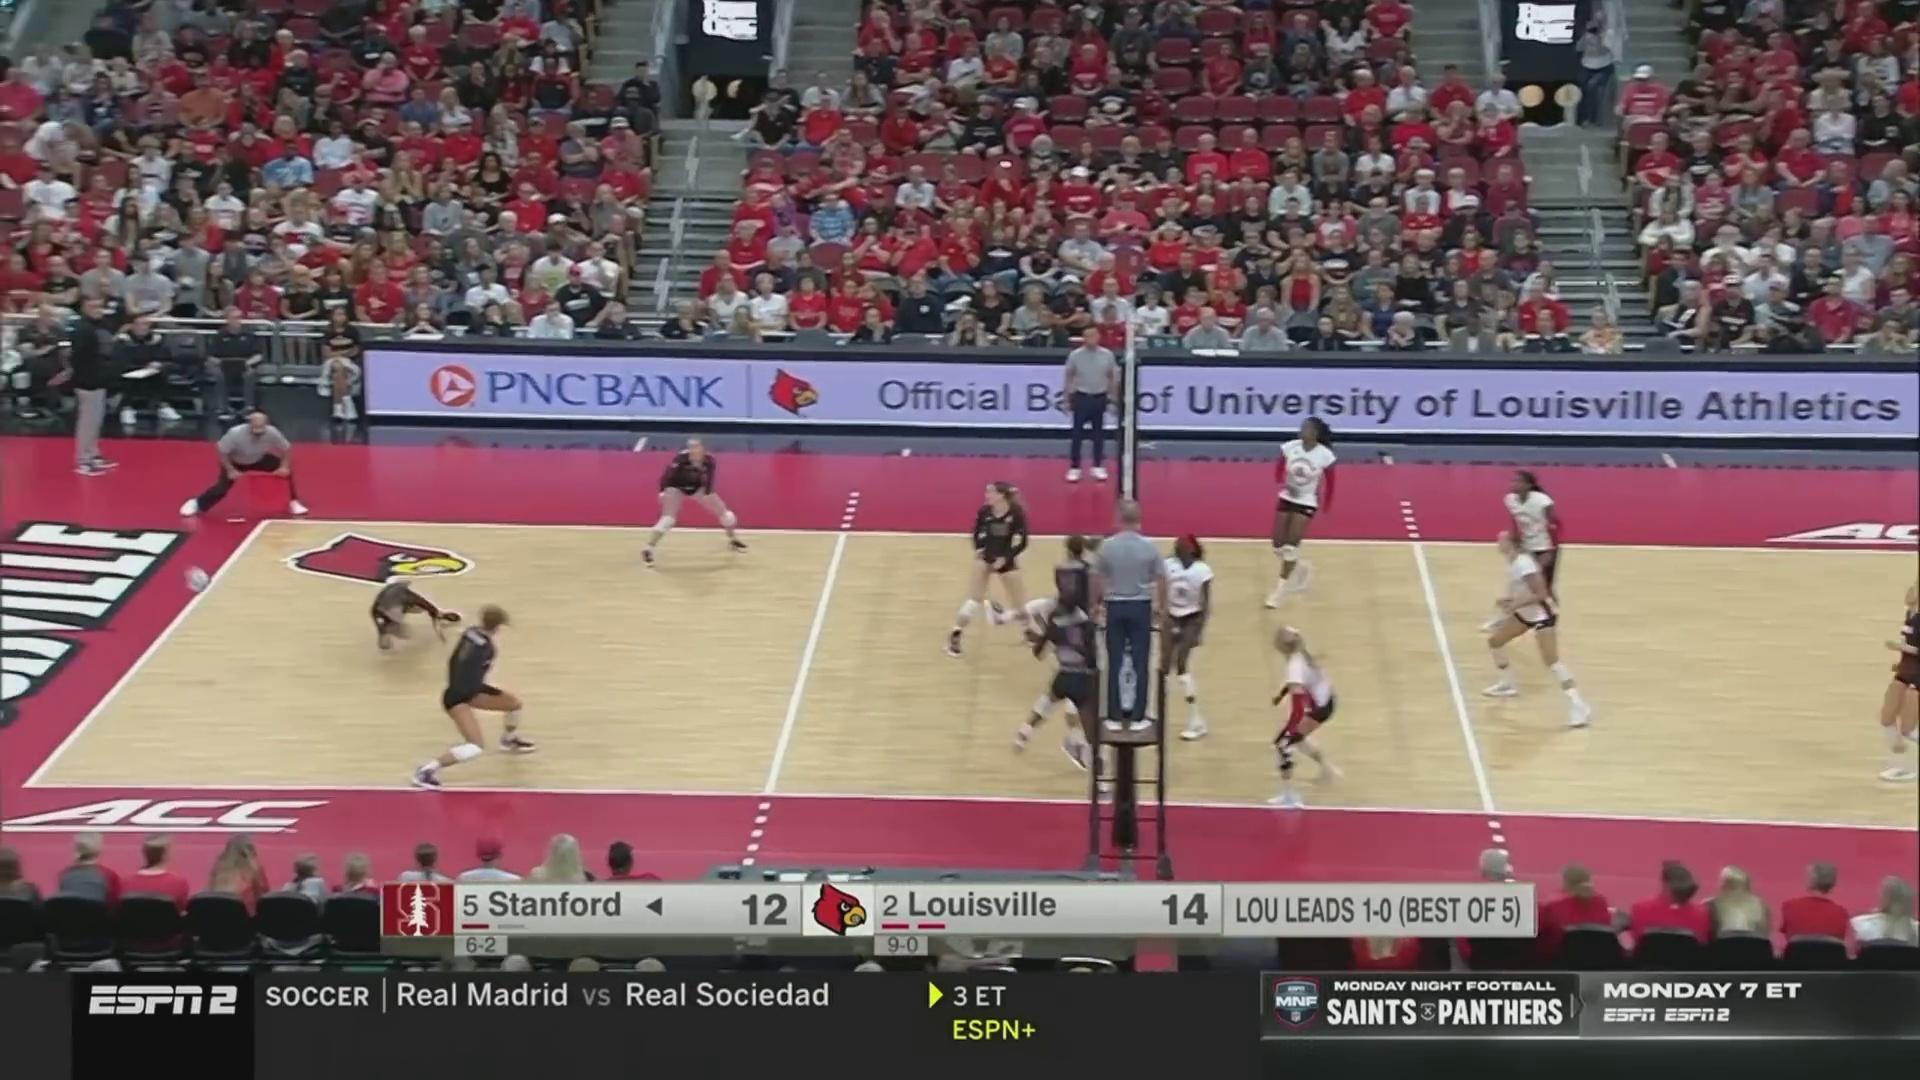 PNC BANK
Official Ba of University of Louisville Athletics
ACC
5 Stanford 12
6-2
2 Louisville 14
9-0
LOU LEADS 1-0 (BEST OF 5)
ESPN2
SOCCER | Real Madrid vs Real Sociedad
3 ET
ESPN+
MNF
MONDAY NIGHT FOOTBALL
SAINTS X PANTHERS
MONDAY 7 ET
ESPN ESPN2